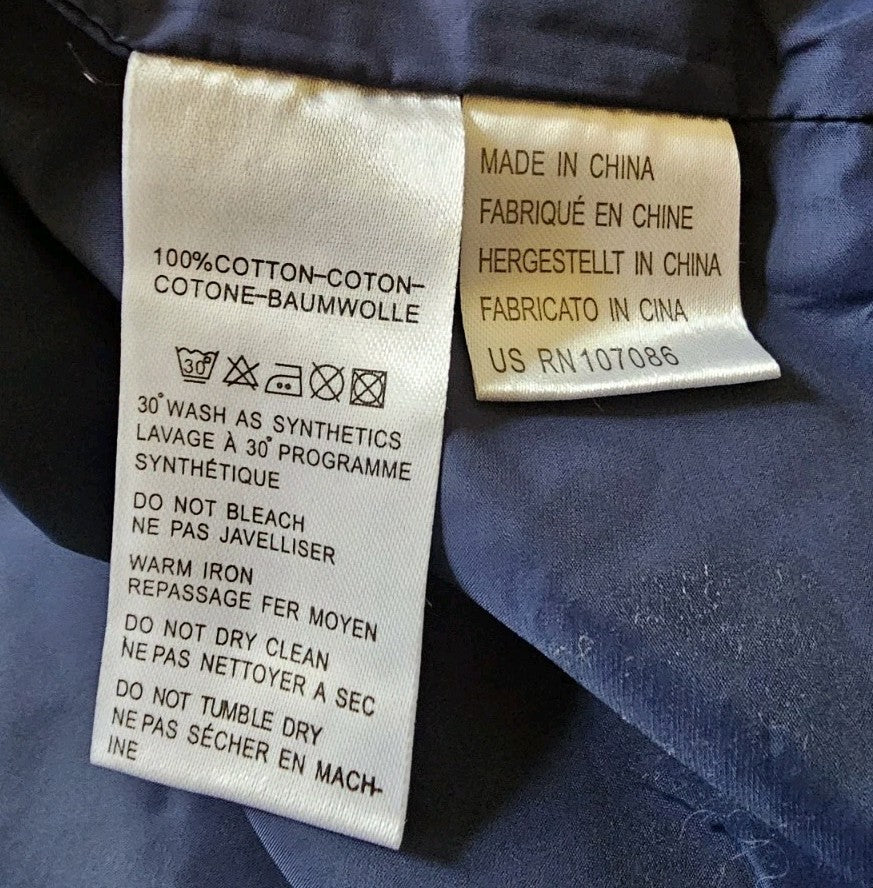 100%COTTON-COTON-
COTONE-BAUMWOLLE
30°
30°WASH AS SYNTHETICS
LAVAGE À 30° PROGRAMME
SYNTHÉTIQUE
DO NOT BLEACH
NE PAS JAVELLISER
WARM IRON
REPASSAGE FER MOYEN
DO NOT DRY CLEAN
NE PAS NETTOYER A SEC
DO NOT TUMBLE DRY
NE PAS SÉCHER EN MACH-
INE
MADE IN CHINA
FABRIQUÉ EN CHINE
HERGESTELLT IN CHINA
FABRICATO IN CINA
US RN107086